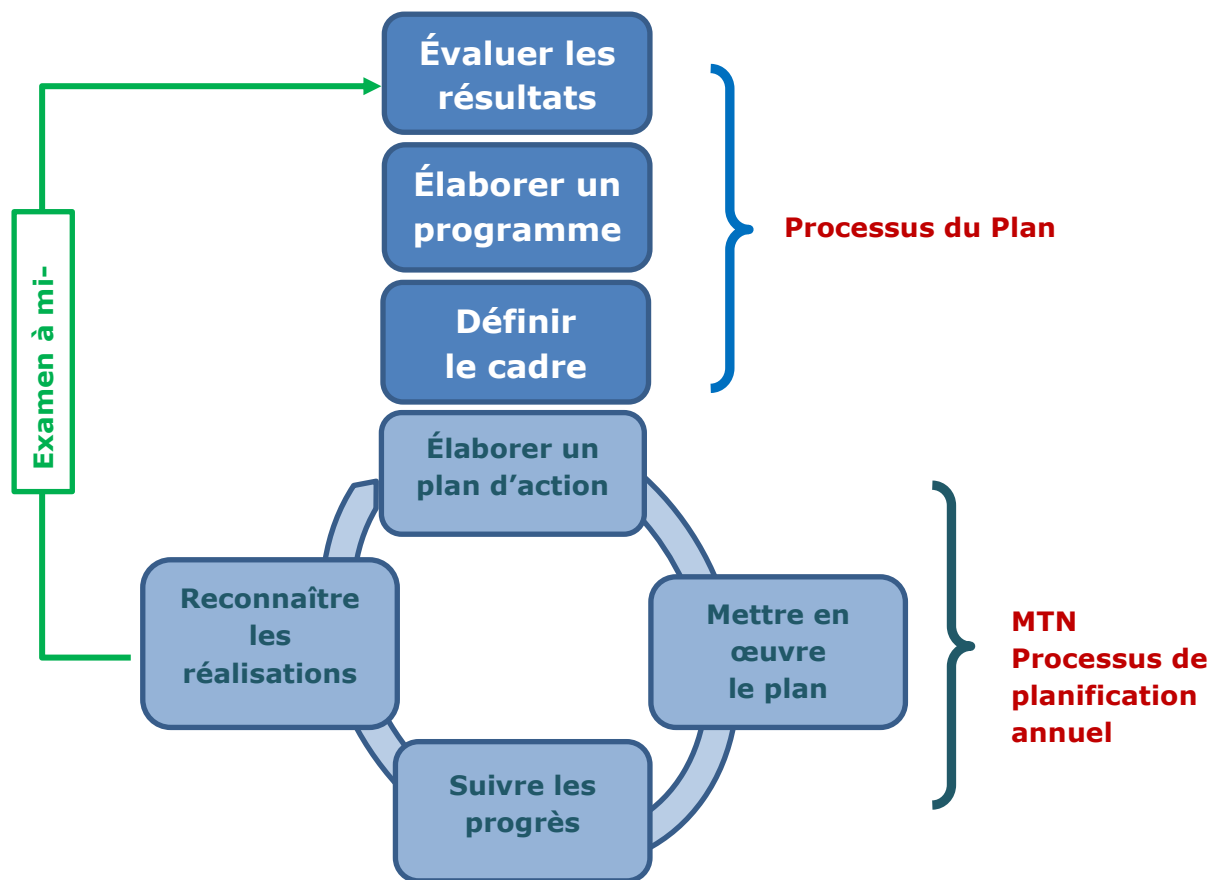 Évaluer les
résultats
Élaborer un
programme
Définir
le cadre
Processus du Plan
Examen à mi-
Élaborer un
plan d’action
Reconnaître
les
réalisations
Mettre en
œuvre
le plan
Suivre les
progrès
MTN
Processus de
planification
annuel